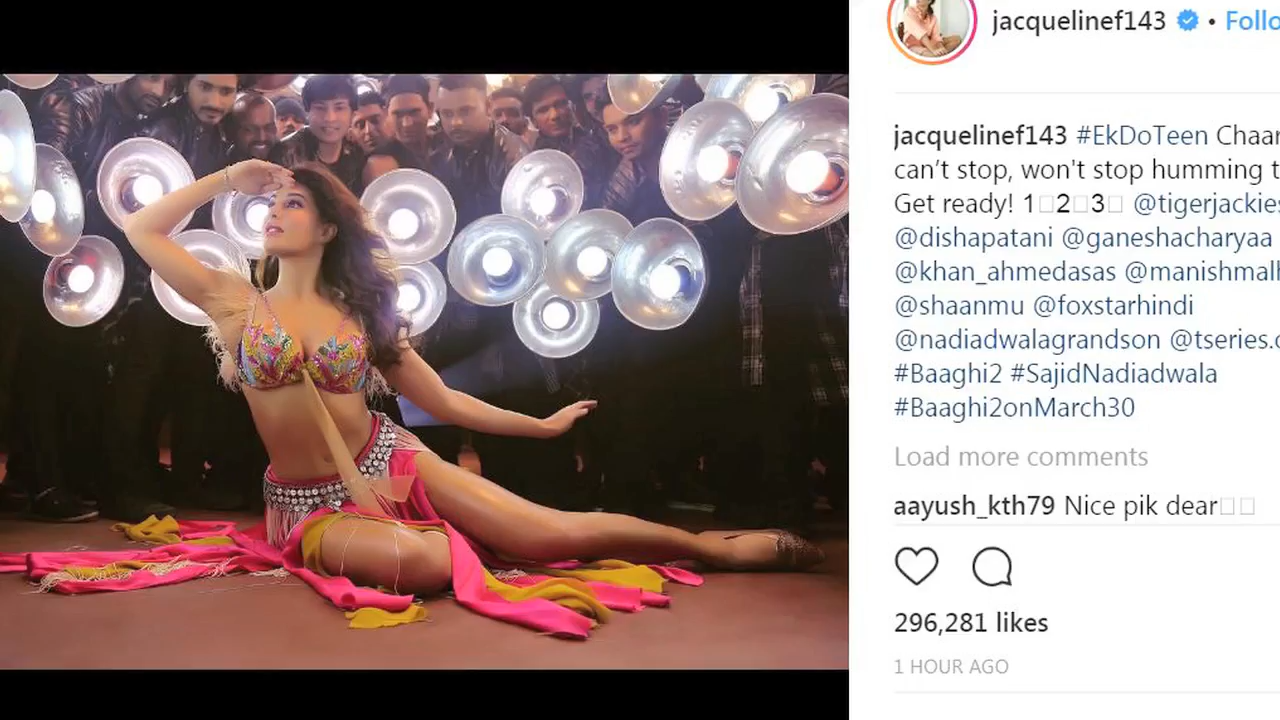 jacquelinef143 • Follo
jacquelinef143 #EkDoTeen Chaar
can't stop, won't stop humming t
Get ready! 1 2 3 @tigerjackies
@dishapatani @ganeshacharyaa
@khan_ahmedasas @manishmalh
@shaanmu @foxstarhindi
@nadiadwalagrandson @tseries.o
#Baaghi2 #SajidNadiadwala
#Baaghi2onMarch30
Load more comments
aayush_kth79 Nice pik dear
296,281 likes
1 HOUR AGO